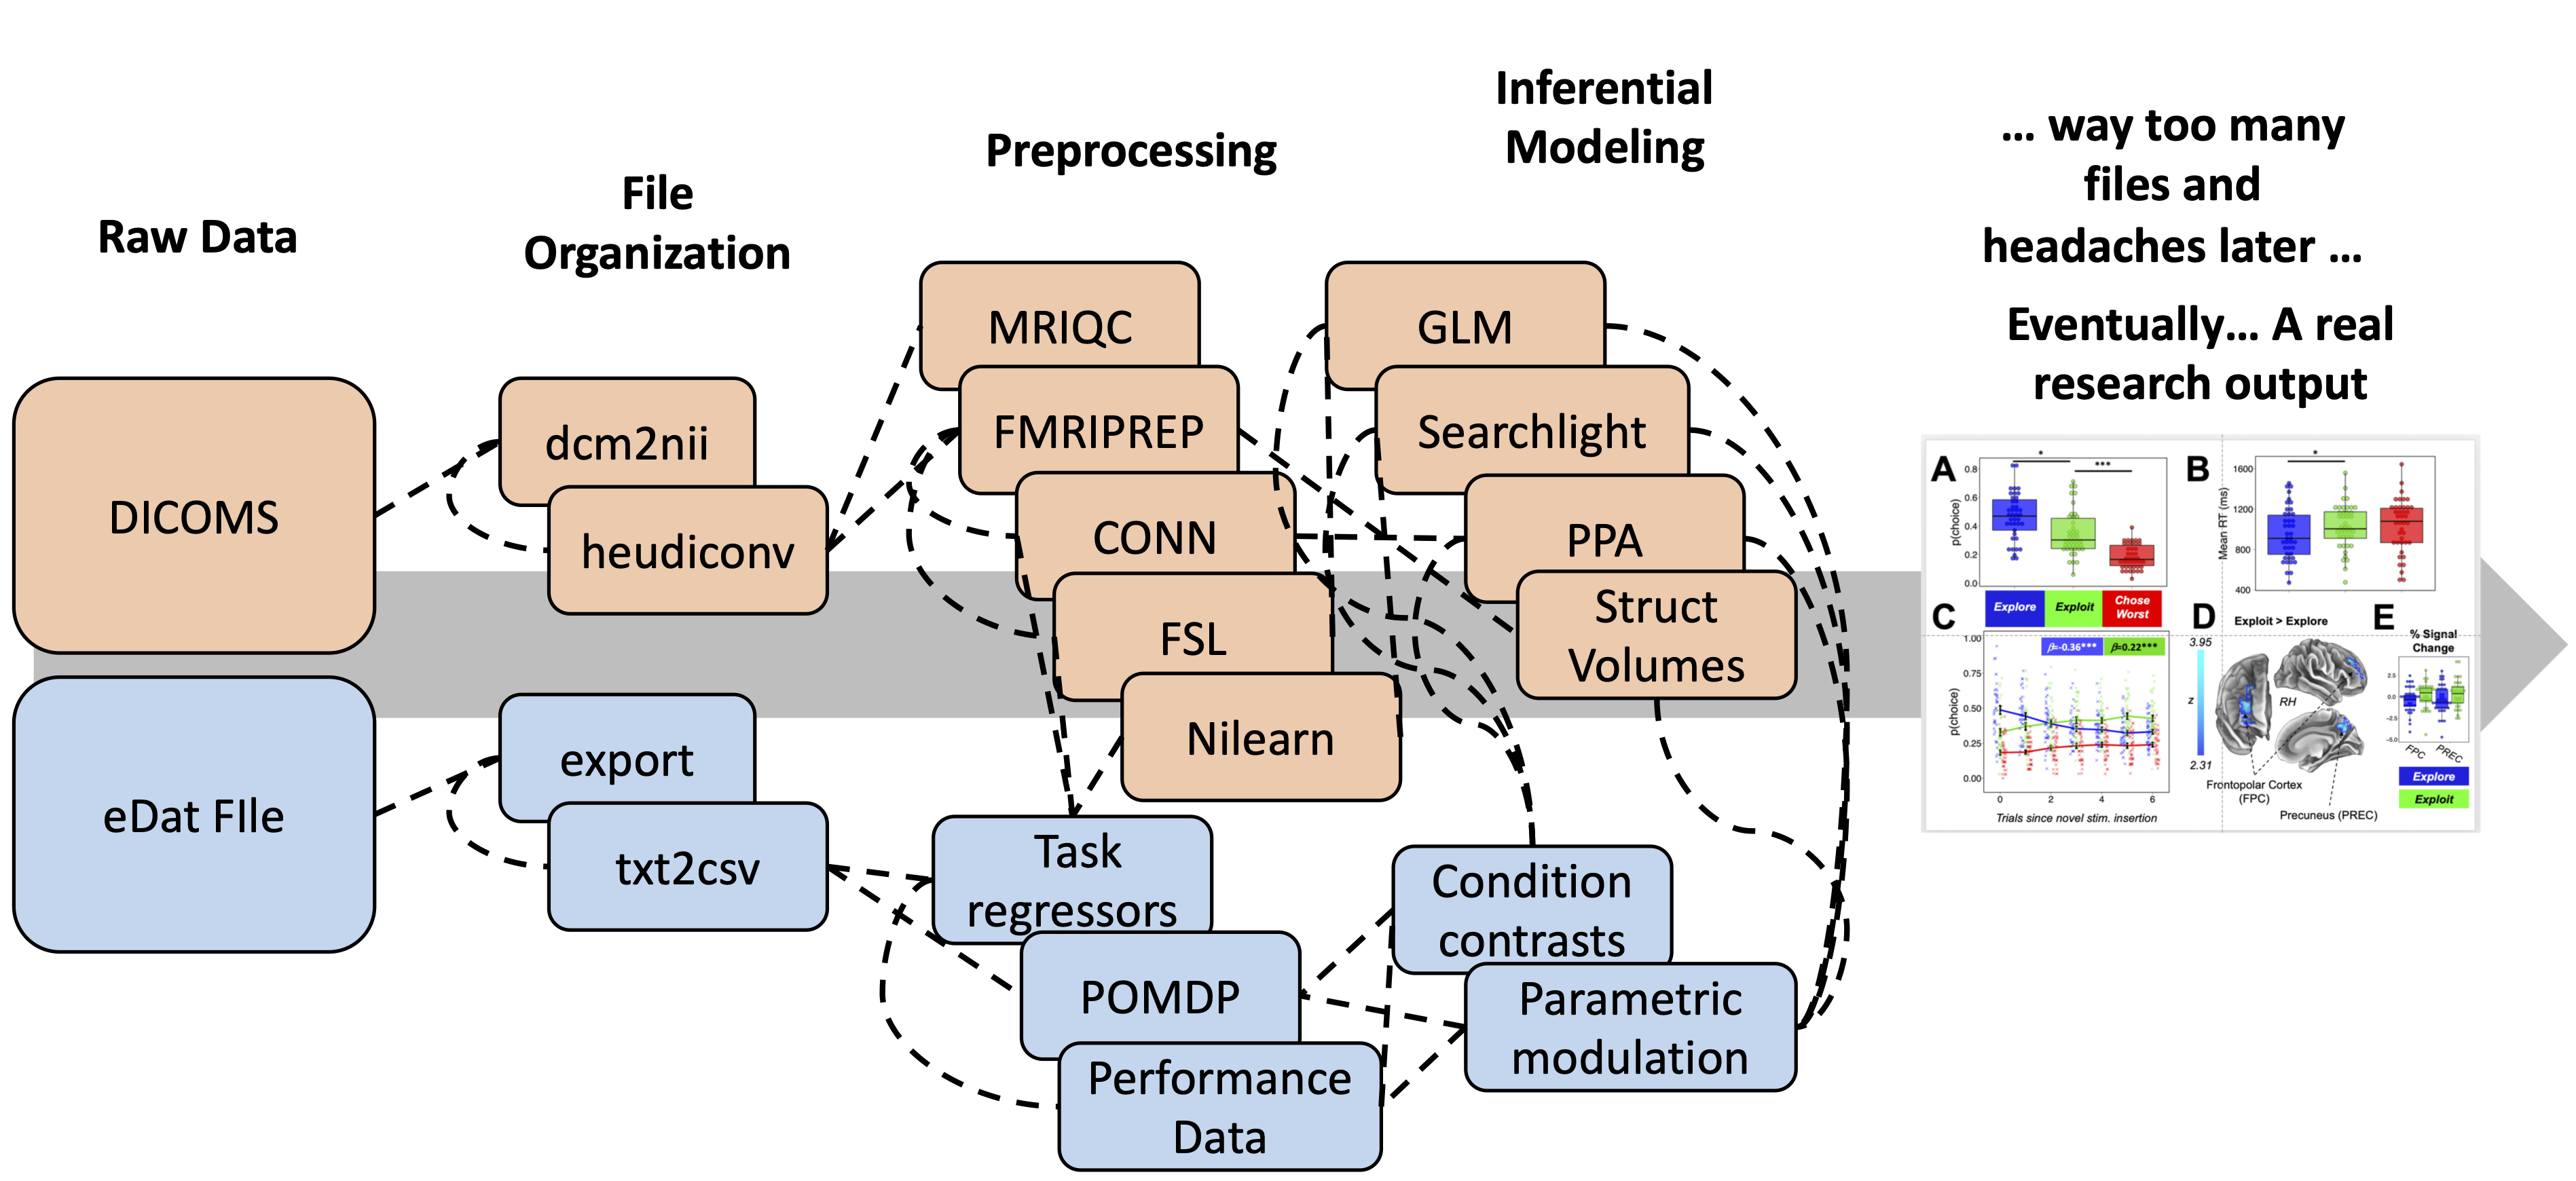 Raw Data
File
Organization
Preprocessing
Inferential
Modeling
... way too many
files and
headaches later ...
Eventually... A real
research output
DICOMS
dcm2nii
heudiconv
MRIQC
FMRIPREP
CONN
FSL
Nilearn
GLM
Searchlight
PPA
Struct
Volumes
eDat FIle
export
txt2csv
Task
regressors
POMDP
Performance
Data
Condition
contrasts
Parametric
modulation
A
p(choice)
0.8
0.6
0.4
0.2
0.0
*
***
Explore
Exploit
Chose
Worst
B
Mean RT (ms)
1600
1200
800
400
*
C
p(choice)
1.00
0.75
0.50
0.25
0.00
β=-0.36***
β=0.22***
0 2 4 6
Trials since novel stim. insertion
D
Exploit > Explore
3.95
z
2.31
RH
Frontopolar Cortex
(FPC)
Precuneus (PREC)
E
% Signal
Change
2.5
0.0
-2.5
-5.0
FPC
PREC
Explore
Exploit